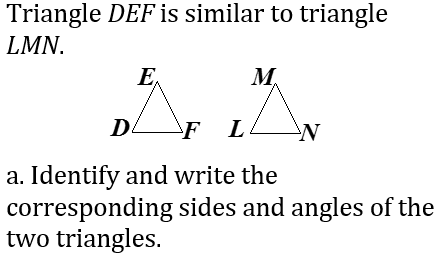 Triangle DEF is similar to triangle
LMN.
E M
D F L N
a. Identify and write the
corresponding sides and angles of the
two triangles.